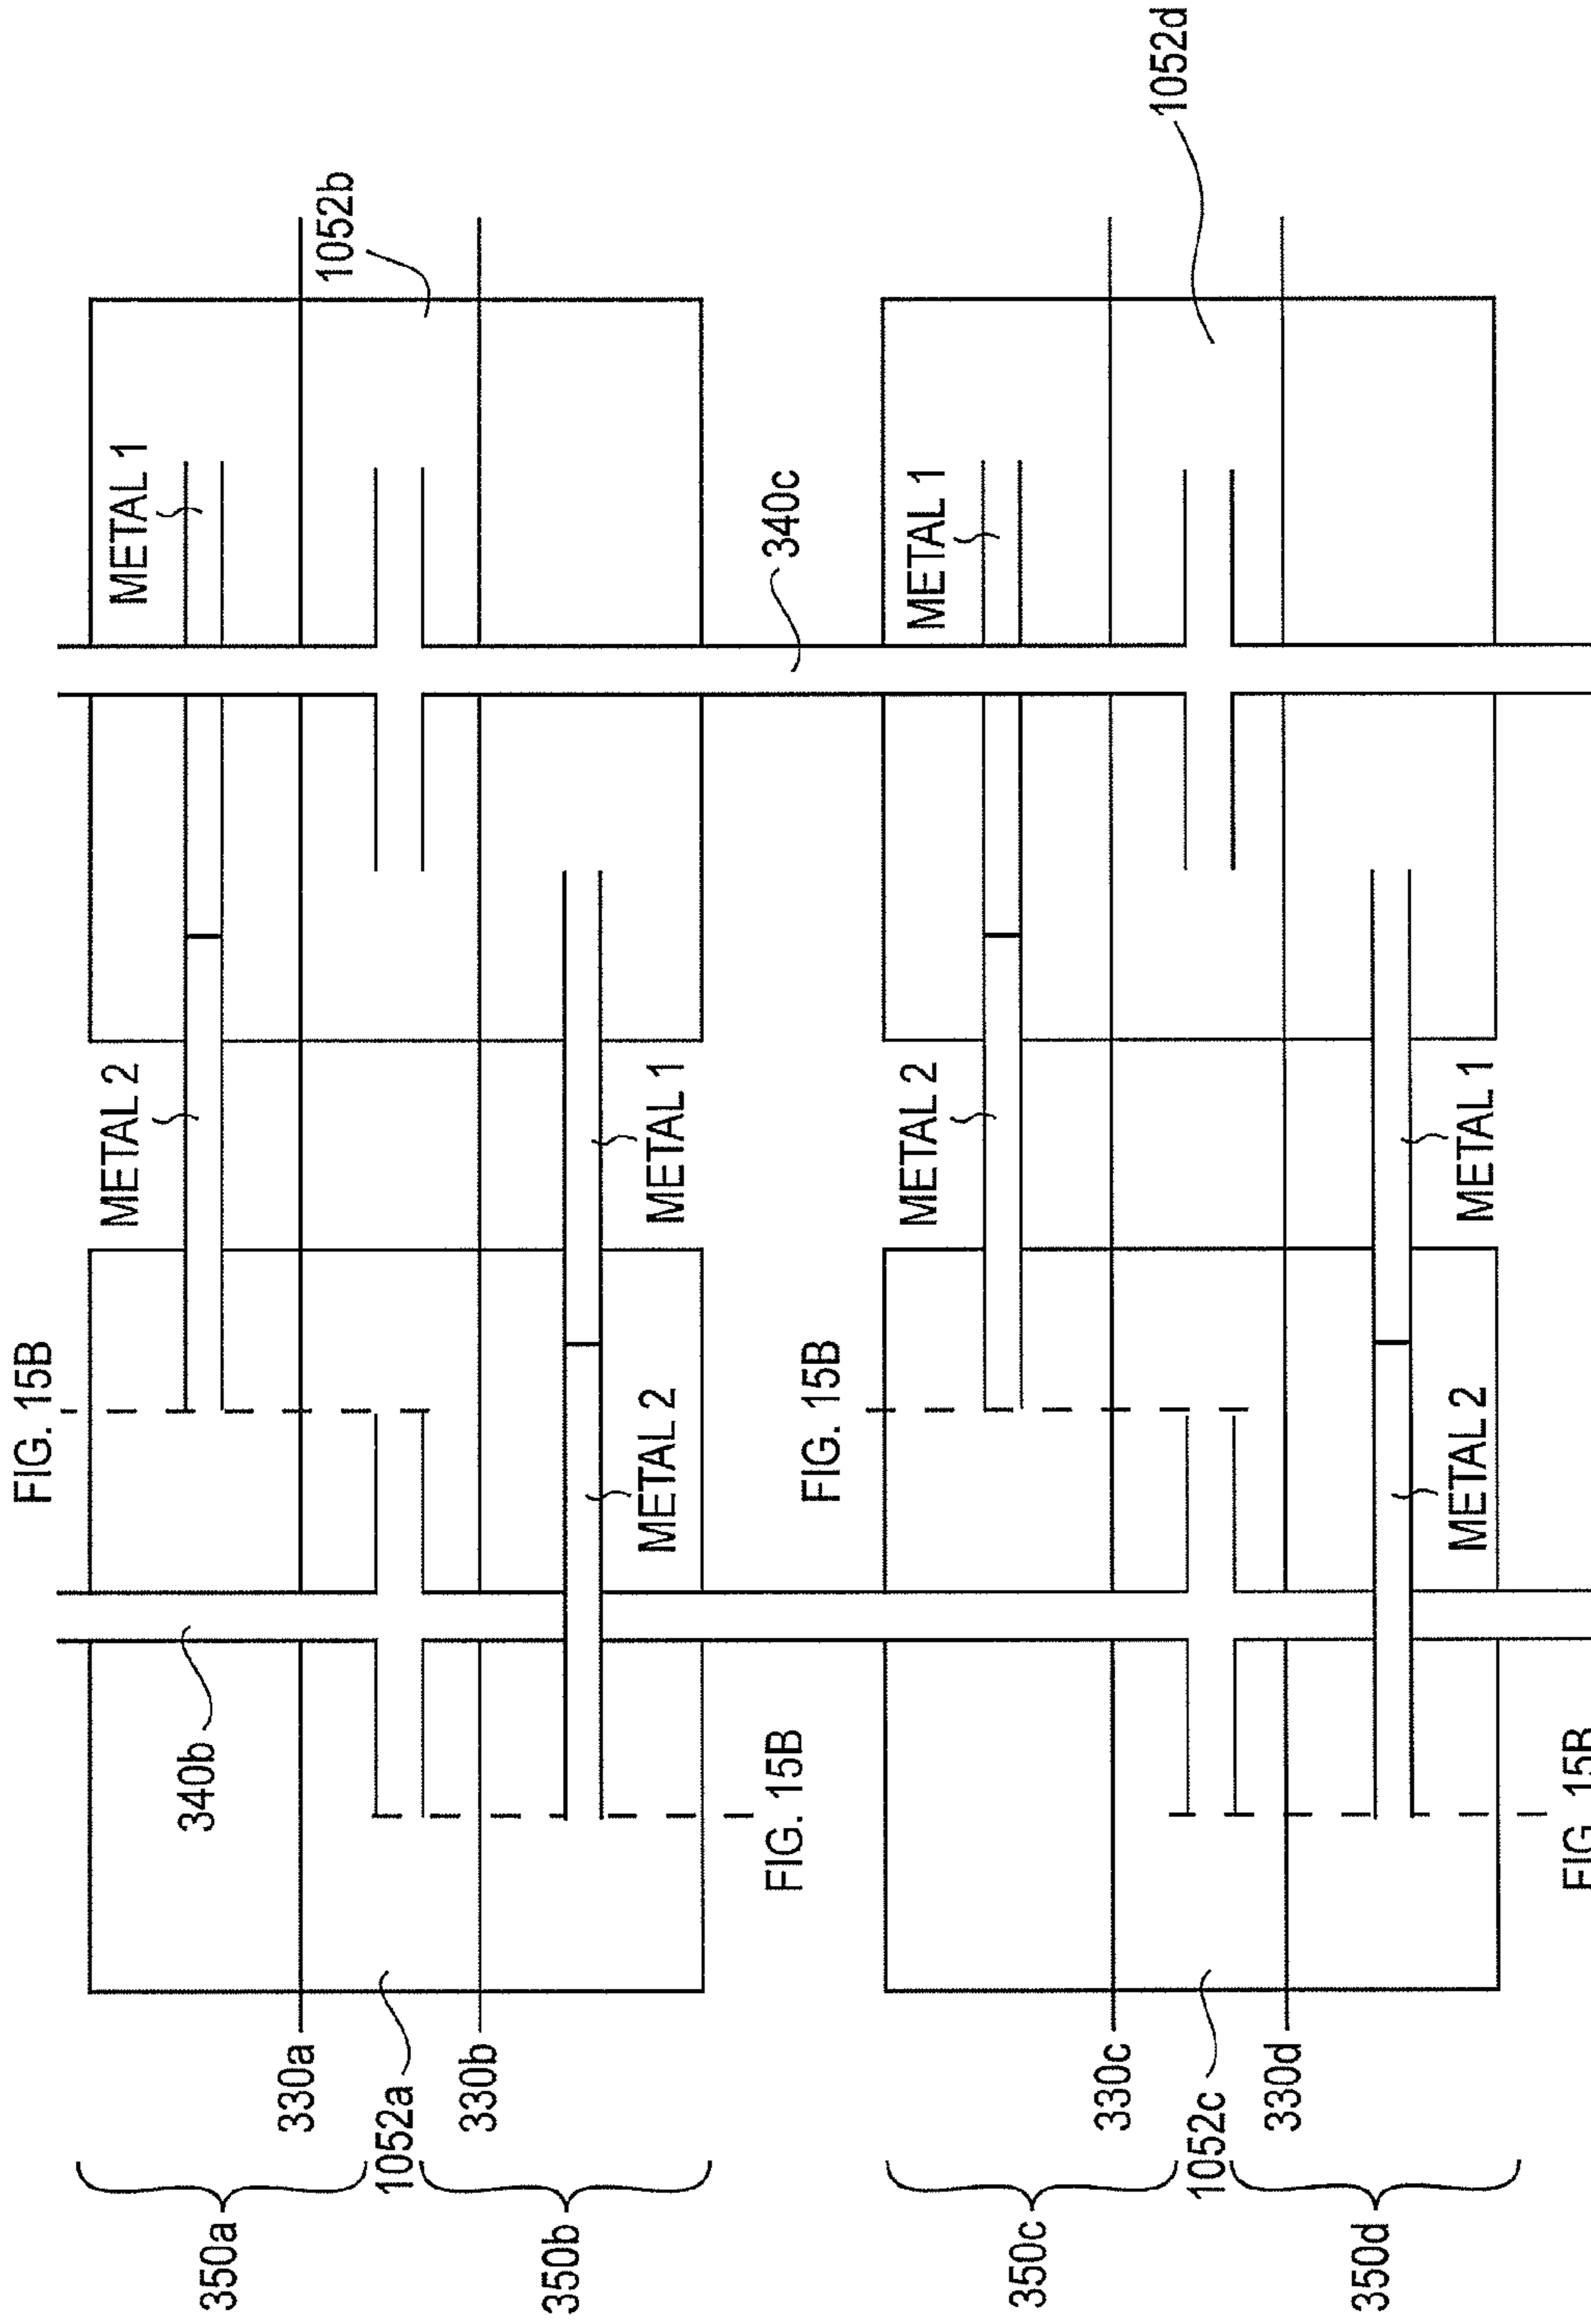 FIG. 15B
METAL 2
METAL 1
340b
350a
330a
1052b
1052a
330b
350b
METAL 2
METAL 1
340c
FIG. 15B
FIG. 15B
METAL 2
METAL 1
350c
330c
1052d
1052c
330d
350d
METAL 2
METAL 1
FIG. 15B